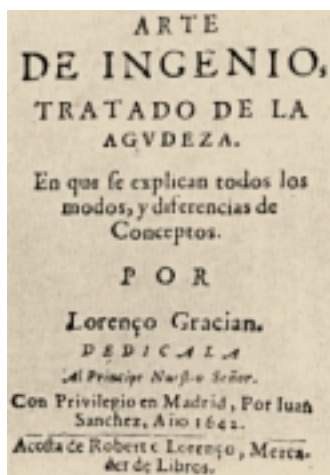 ARTE
DE INGENIO,
TRATADO DE LA
AGVDEZA.
En que ſe explican todos los
modos, y diferencias de
Conceptos.
POR
Lorenço Gracian.
DEDICALA
Al Principe Nueſtro Señor.
Con Privilegio en Madrid, Por Iuan
Sanchez, Año 1642.
Acoſta de Robert Lorenço, Merca-
der de Libros.